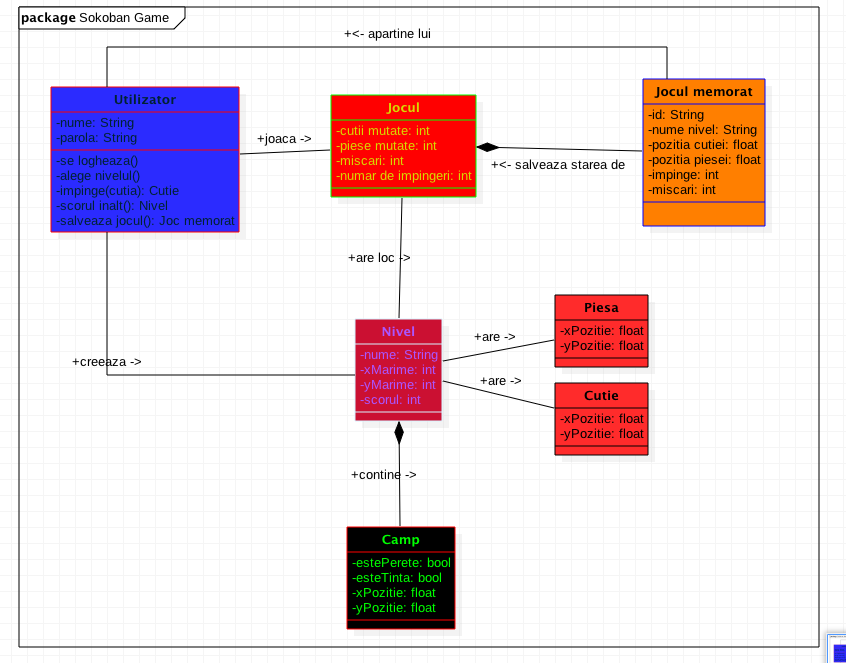 package Sokoban Game
+<- apartine lui
Utilizator
-nume: String
-parola: String
-se logheaza()
-alege nivelul()
-impinge(cutia): Cutie
-scorul inalt(): Nivel
-salveaza jocul(): Joc memorat
+joaca ->
Jocul
-cutii mutate: int
-piese mutate: int
-miscari: int
-numar de impingeri: int
+<- salveaza starea de
Jocul memorat
-id: String
-nume nivel: String
-pozitia cutiei: float
-pozitia piesei: float
-impinge: int
-miscari: int
+are loc ->
+creeaza ->
Nivel
-nume: String
-xMarime: int
-yMarime: int
-scorul: int
+are ->
Piesa
-xPozitie: float
-yPozitie: float
+are ->
Cutie
-xPozitie: float
-yPozitie: float
+contine ->
Camp
-estePerete: bool
-esteTinta: bool
-xPozitie: float
-yPozitie: float